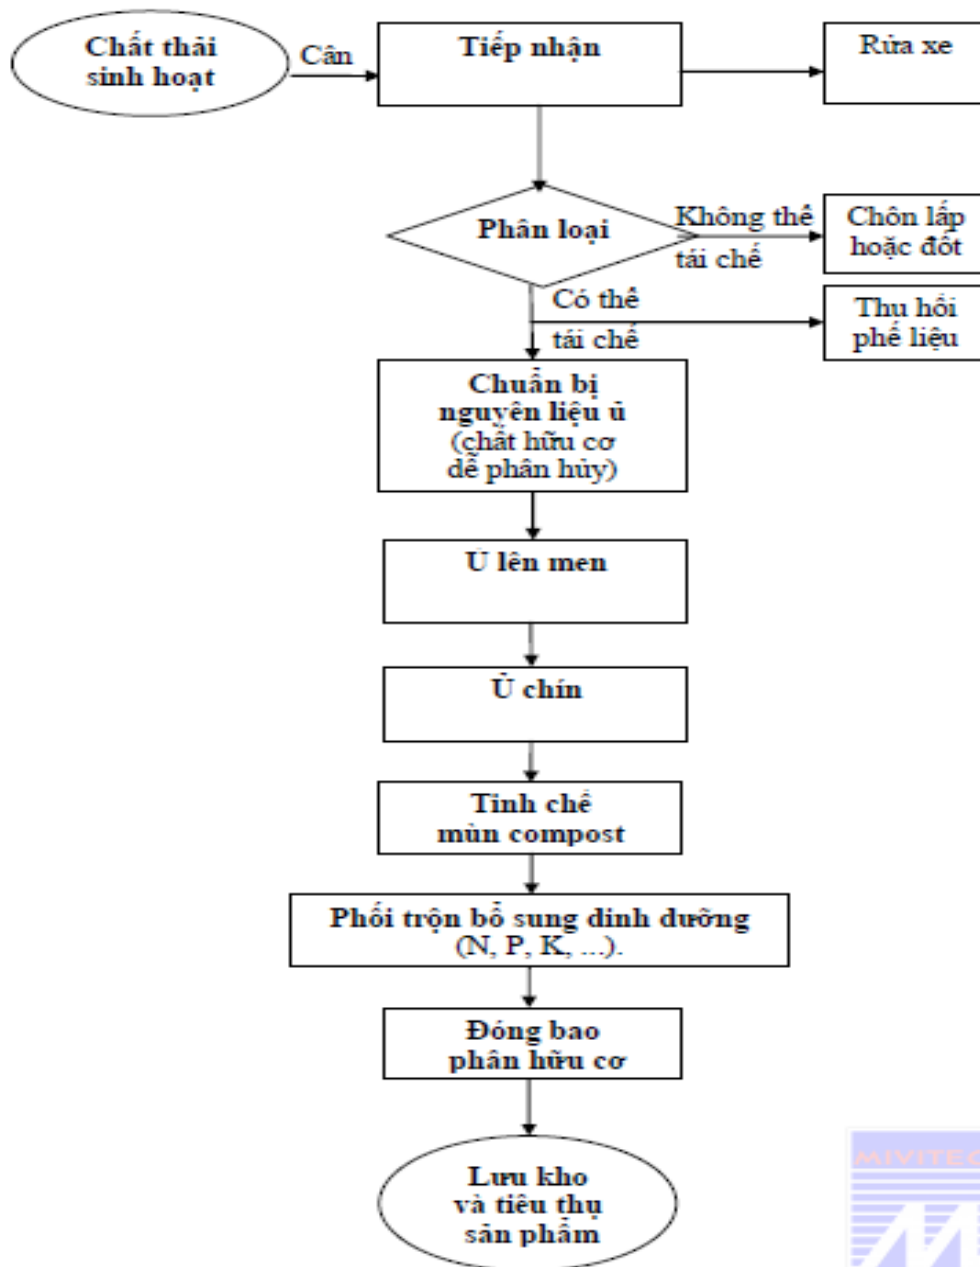 Chất thải
sinh hoạt
Cân
Tiếp nhận
Rửa xe
Phân loại
Không thể
tái chế
Chôn lấp
hoặc đốt
Có thể
tái chế
Thu hồi
phế liệu
Chuẩn bị
nguyên liệu ủ
(chất hữu cơ
dễ phân hủy)
Ủ lên men
Ủ chín
Tinh chế
mùn compost
Phối trộn bổ sung dinh dưỡng
(N, P, K, ...).
Đóng bao
phân hữu cơ
Lưu kho
và tiêu thụ
sản phẩm
MIVITEC